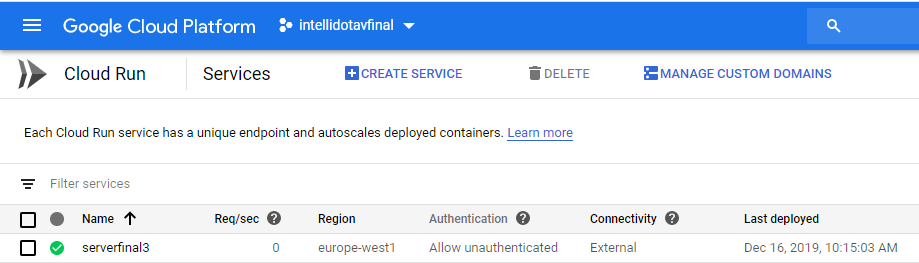 Google Cloud Platform intellidotavfinal
Cloud Run Services CREATE SERVICE DELETE MANAGE CUSTOM DOMAINS
Each Cloud Run service has a unique endpoint and autoscales deployed containers. Learn more
Filter services
Name Req/sec ? Region Authentication ? Connectivity ? Last deployed
serverfinal3 0 europe-west1 Allow unauthenticated External Dec 16, 2019, 10:15:03 AM